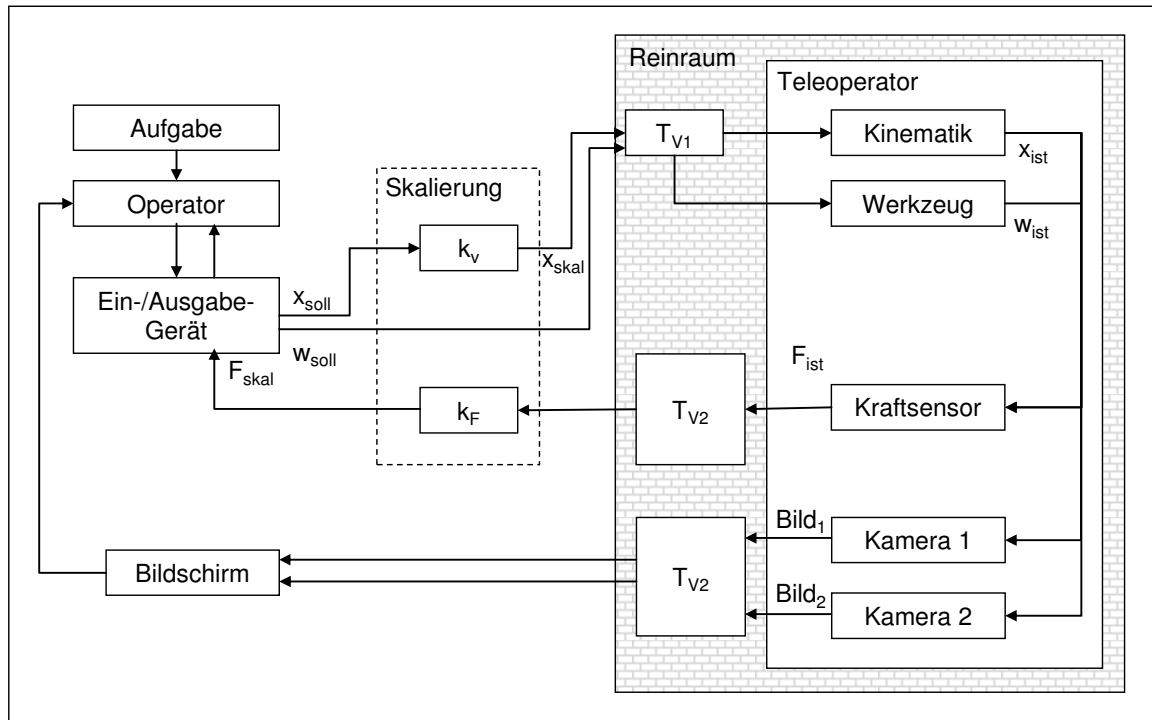 Reinraum
Teleoperator
Aufgabe
T_V1
Kinematik
x_ist
Skalierung
Operator
Werkzeug
w_ist
k_v
x_skal
Ein-/Ausgabe-
Gerät
x_soll
w_soll
F_skal
F_ist
k_F
T_V2
Kraftsensor
Bild_1
Kamera 1
Bildschirm
T_V2
Bild_2
Kamera 2